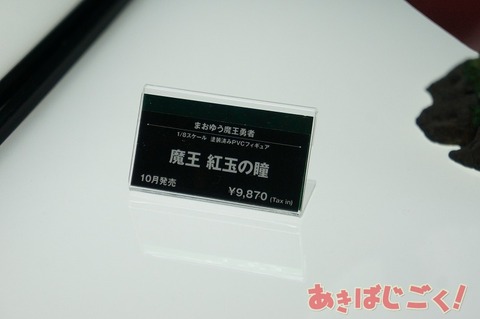 まおゆう魔王勇者
1/8スケール 塗装済みPVCフィギュア
魔王 紅玉の瞳
10月発売
¥9,870 (Tax in)
あきばじごく!